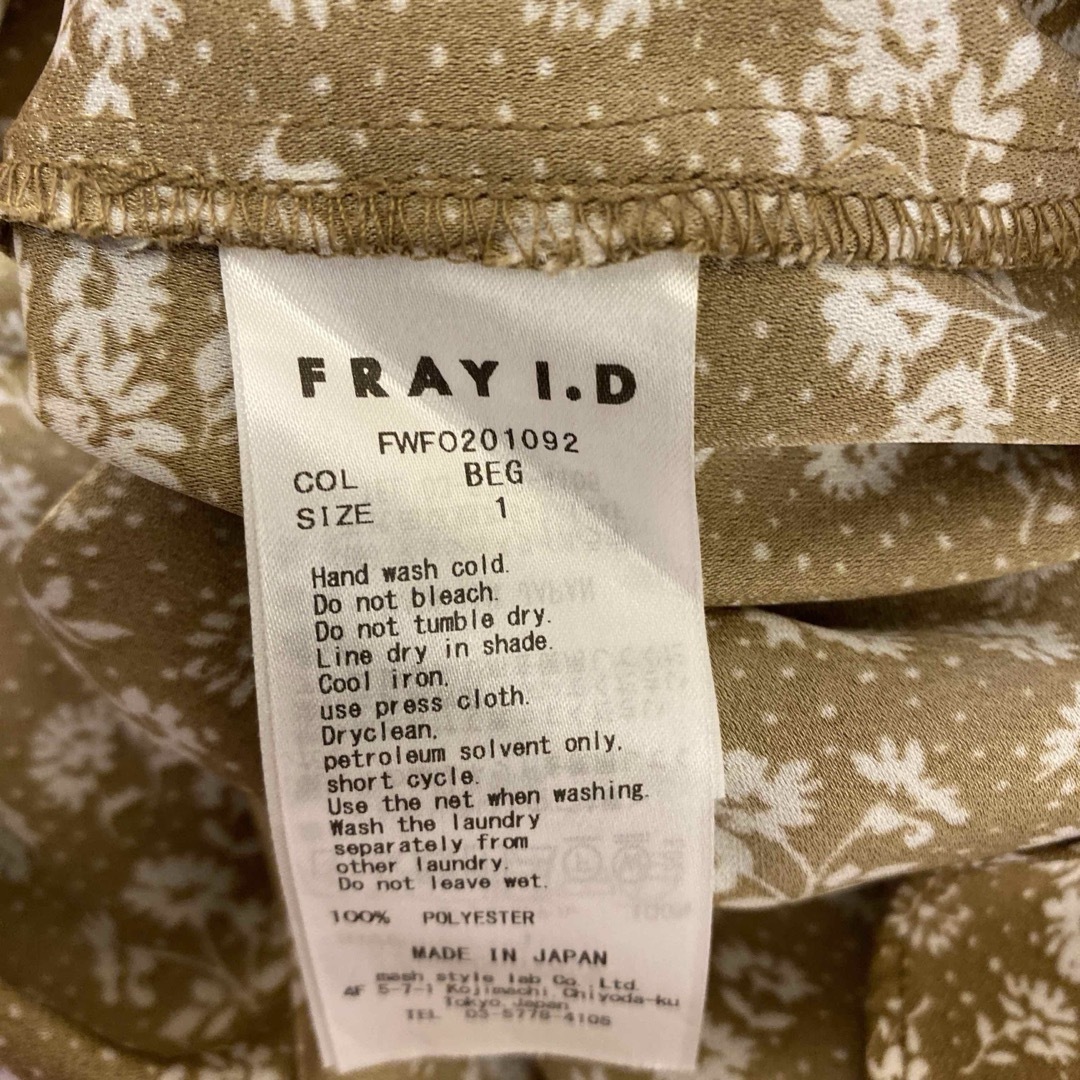 FRAY I.D
FWFO201092
COL BEG
SIZE 1
Hand wash cold.
Do not bleach.
Do not tumble dry.
Line dry in shade.
Cool iron.
use press cloth.
Dryclean.
petroleum solvent only.
short cycle.
Use the net when washing.
Wash the laundry
separately from
other laundry.
Do not leave wet.
100% POLYESTER
MADE IN JAPAN
mash style lab Co, Ltd.
4F 5-7-1 Kojimachi Chiyoda-ku
Tokyo Japan
TEL 03-5778-4106